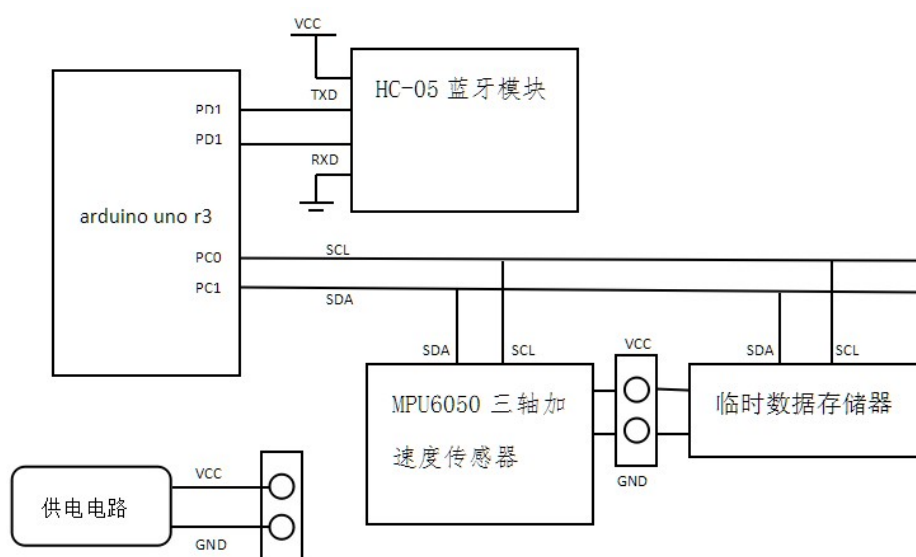 VCC
HC-05 蓝牙模块
TXD
PD1
PD1
RXD
arduino uno r3
PC0
SCL
PC1
SDA
SDA
SCL
VCC
SDA
SCL
MPU6050 三轴加
速度传感器
临时数据存储器
GND
VCC
供电电路
GND